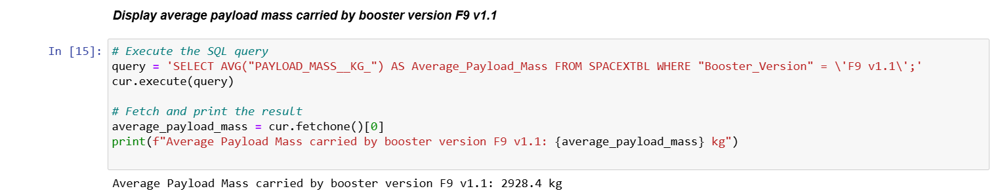 Display average payload mass carried by booster version F9 v1.1
In [15]: # Execute the SQL query
query = 'SELECT AVG("PAYLOAD_MASS__KG_") AS Average_Payload_Mass FROM SPACEXTBL WHERE "Booster_Version" = \'F9 v1.1\';'
cur.execute(query)
# Fetch and print the result
average_payload_mass = cur.fetchone()[0]
print(f"Average Payload Mass carried by booster version F9 v1.1: {average_payload_mass} kg")
Average Payload Mass carried by booster version F9 v1.1: 2928.4 kg